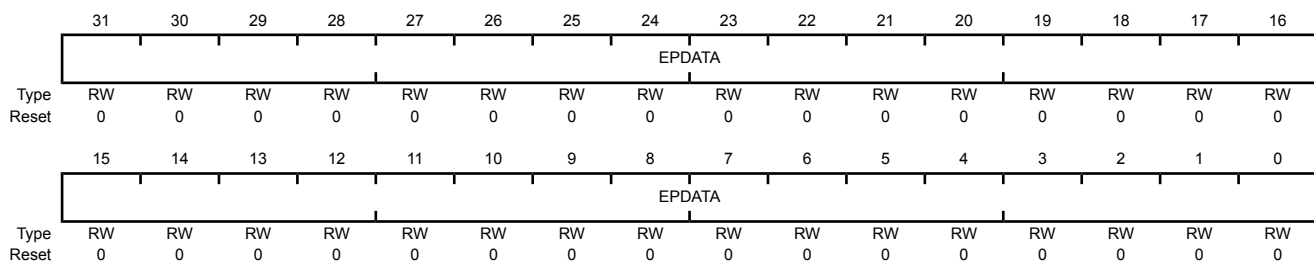 31 30 29 28 27 26 25 24 23 22 21 20 19 18 17 16
EPDATA
Type RW RW RW RW RW RW RW RW RW RW RW RW RW RW RW RW
Reset 0 0 0 0 0 0 0 0 0 0 0 0 0 0 0 0
15 14 13 12 11 10 9 8 7 6 5 4 3 2 1 0
EPDATA
Type RW RW RW RW RW RW RW RW RW RW RW RW RW RW RW RW
Reset 0 0 0 0 0 0 0 0 0 0 0 0 0 0 0 0